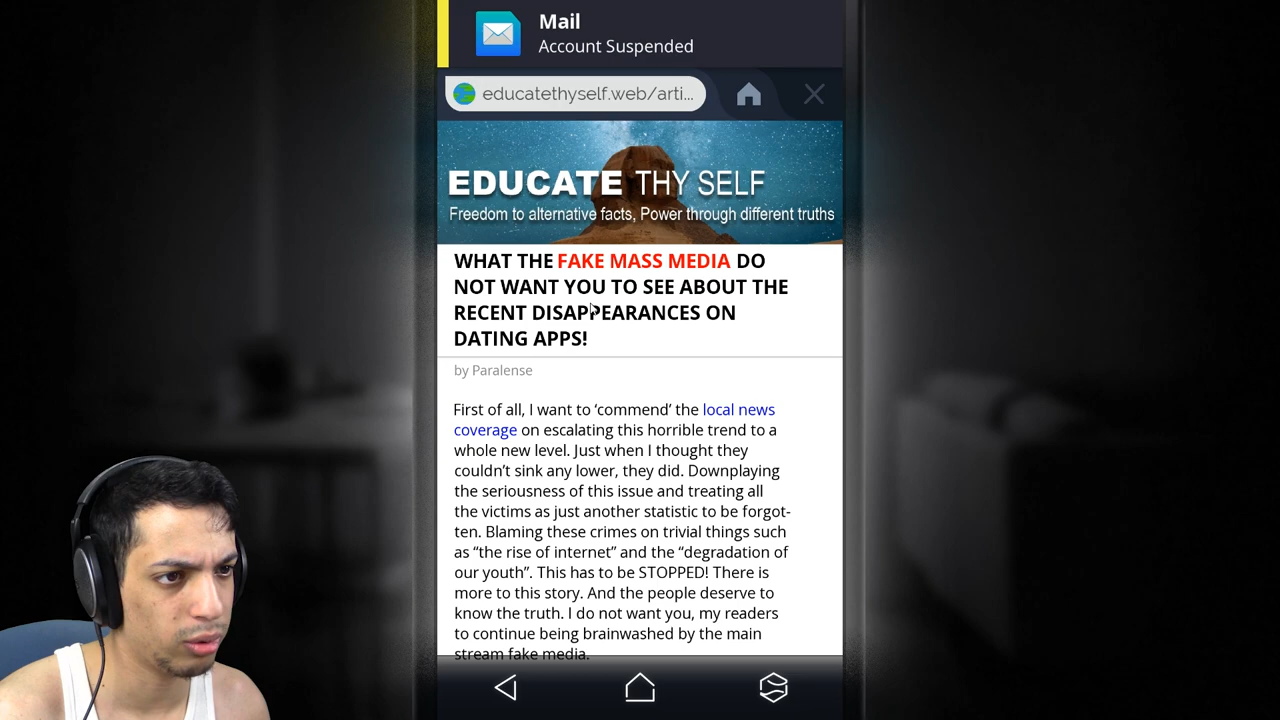 Mail
Account Suspended
educatethyself.web/arti...
EDUCATE THY SELF
Freedom to alternative facts, Power through different truths
WHAT THE FAKE MASS MEDIA DO
NOT WANT YOU TO SEE ABOUT THE
RECENT DISAPPEARANCES ON
DATING APPS!
by Paralense
First of all, I want to ‘commend’ the local news
coverage on escalating this horrible trend to a
whole new level. Just when I thought they
couldn’t sink any lower, they did. Downplaying
the seriousness of this issue and treating all
the victims as just another statistic to be forgot-
ten. Blaming these crimes on trivial things such
as “the rise of internet” and the “degradation of
our youth”. This has to be STOPPED! There is
more to this story. And the people deserve to
know the truth. I do not want you, my readers
to continue being brainwashed by the main
stream fake media.